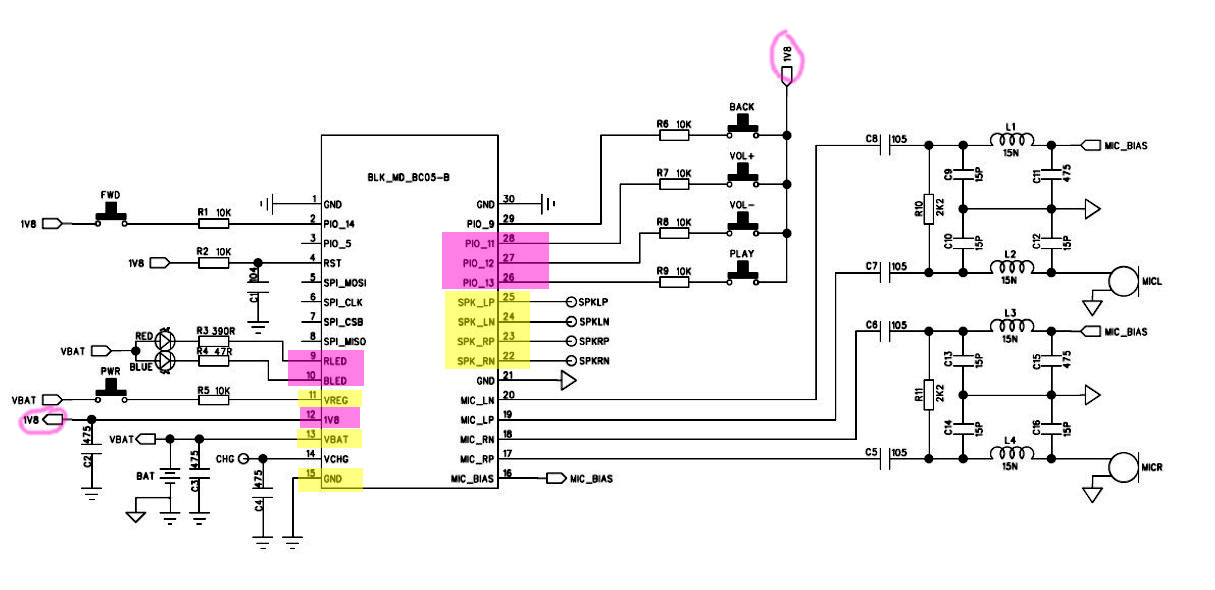 1V8
BACK
R6 10K
VOL+
R7 10K
VOL-
R8 10K
PLAY
R9 10K
BLK_MD_BC05-B
FWD
1V8
R1 10K
1V8
R2 10K
C1 104
RED
BLUE
VBAT
R3 390R
R4 47R
PWR
VBAT
R5 10K
1V8
C2 475
VBAT
BAT
C3 475
CHG
C4 475
1 GND
2 PIO_14
3 PIO_5
4 RST
5 SPI_MOSI
6 SPI_CLK
7 SPI_CSB
8 SPI_MISO
9 RLED
10 BLED
11 VREG
12 1V8
13 VBAT
14 VCHG
15 GND
GND 30
PIO_9 29
PIO_11 28
PIO_12 27
PIO_13 26
SPK_LP 25
SPK_LN 24
SPK_RP 23
SPK_RN 22
GND 21
MIC_LN 20
MIC_LP 19
MIC_RN 18
MIC_RP 17
MIC_BIAS 16
SPKLP
SPKLN
SPKRP
SPKRN
MIC_BIAS
C8 105
L1
15N
MIC_BIAS
C9 15P
C11 475
R10 2K2
C10 15P
C12 15P
C7 105
L2
15N
MICL
C6 105
L3
15N
MIC_BIAS
C13 15P
C15 475
R11 2K2
C14 15P
C16 15P
C5 105
L4
15N
MICR